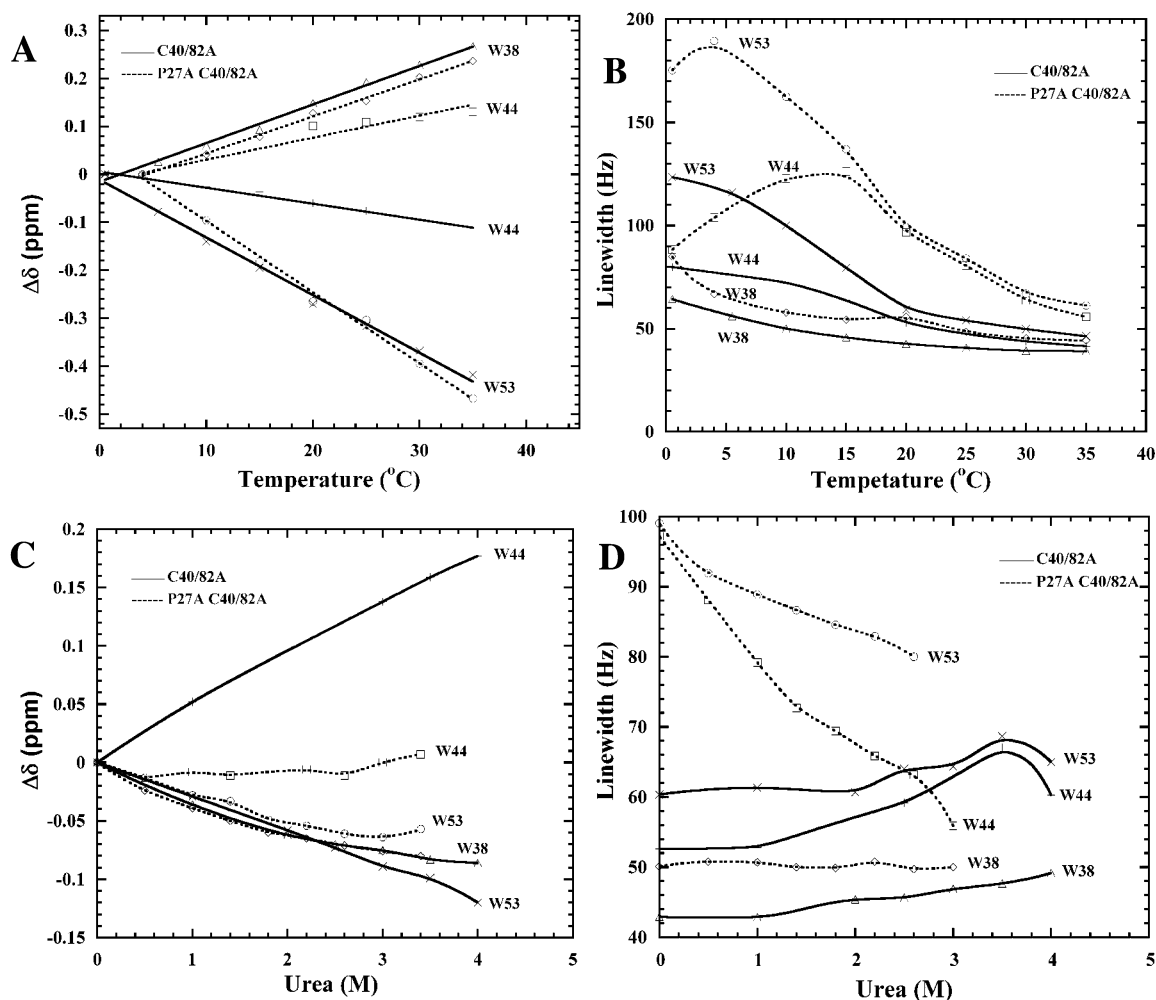 A
C40/82A
P27A C40/82A
W38
W44
W44
W53
0.3
0.2
0.1
0
-0.1
-0.2
-0.3
-0.4
-0.5
Δδ (ppm)
0 10 20 30 40
Temperature (°C)
B
C40/82A
P27A C40/82A
W53
W53
W44
W44
W38
W38
200
150
100
50
0
Linewidth (Hz)
0 5 10 15 20 25 30 35 40
Tempetature (°C)
C
C40/82A
P27A C40/82A
W44
W44
W53
W38
W53
0.2
0.15
0.1
0.05
0
-0.05
-0.1
-0.15
Δδ (ppm)
0 1 2 3 4 5
Urea (M)
D
C40/82A
P27A C40/82A
W53
W53
W44
W44
W38
W38
100
90
80
70
60
50
40
Linewidth (Hz)
0 1 2 3 4 5
Urea (M)